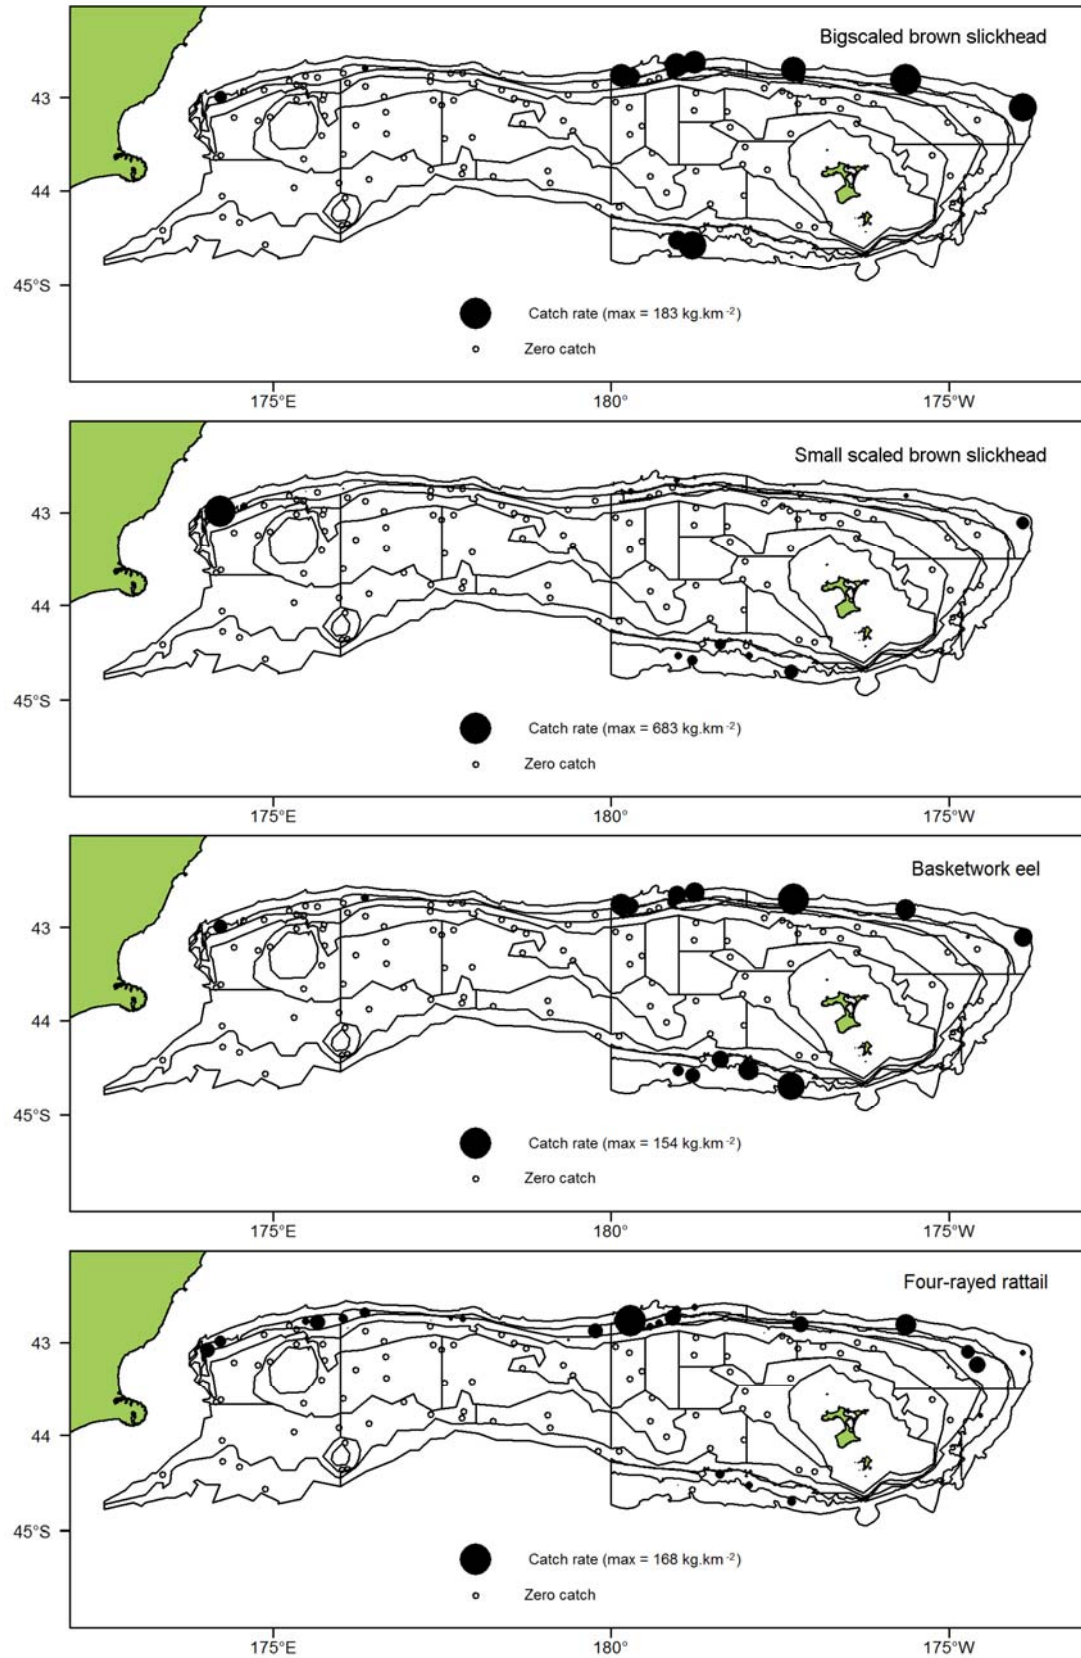 Bigscaled brown slickhead
43
44
45°S
Catch rate (max = 183 kg.km⁻²)
Zero catch
175°E 180° 175°W
Small scaled brown slickhead
43
44
45°S
Catch rate (max = 683 kg.km⁻²)
Zero catch
175°E 180° 175°W
Basketwork eel
43
44
45°S
Catch rate (max = 154 kg.km⁻²)
Zero catch
175°E 180° 175°W
Four-rayed rattail
43
44
45°S
Catch rate (max = 168 kg.km⁻²)
Zero catch
175°E 180° 175°W